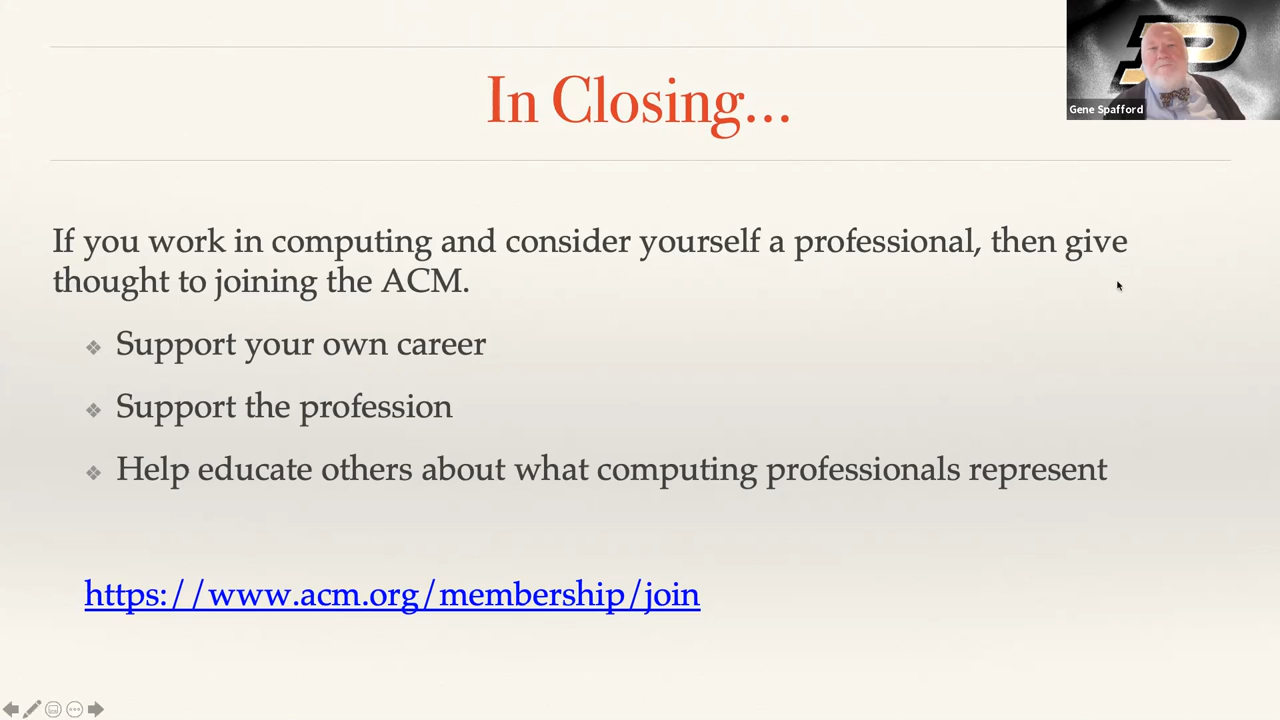 In Closing...
Gene Spafford
If you work in computing and consider yourself a professional, then give
thought to joining the ACM.
❖ Support your own career
❖ Support the profession
❖ Help educate others about what computing professionals represent
https://www.acm.org/membership/join